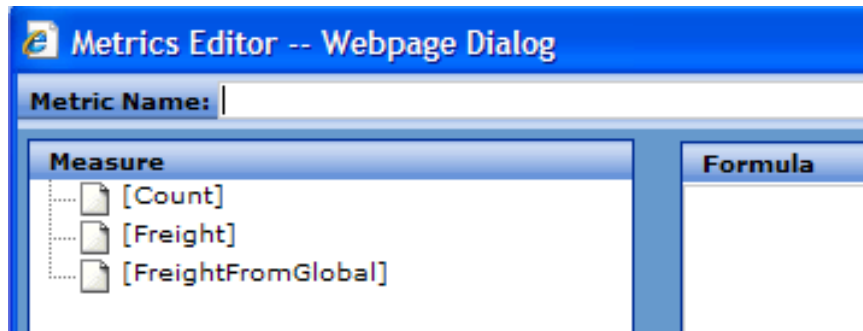 Metrics Editor -- Webpage Dialog
Metric Name:
Measure
Formula
[Count]
[Freight]
[FreightFromGlobal]